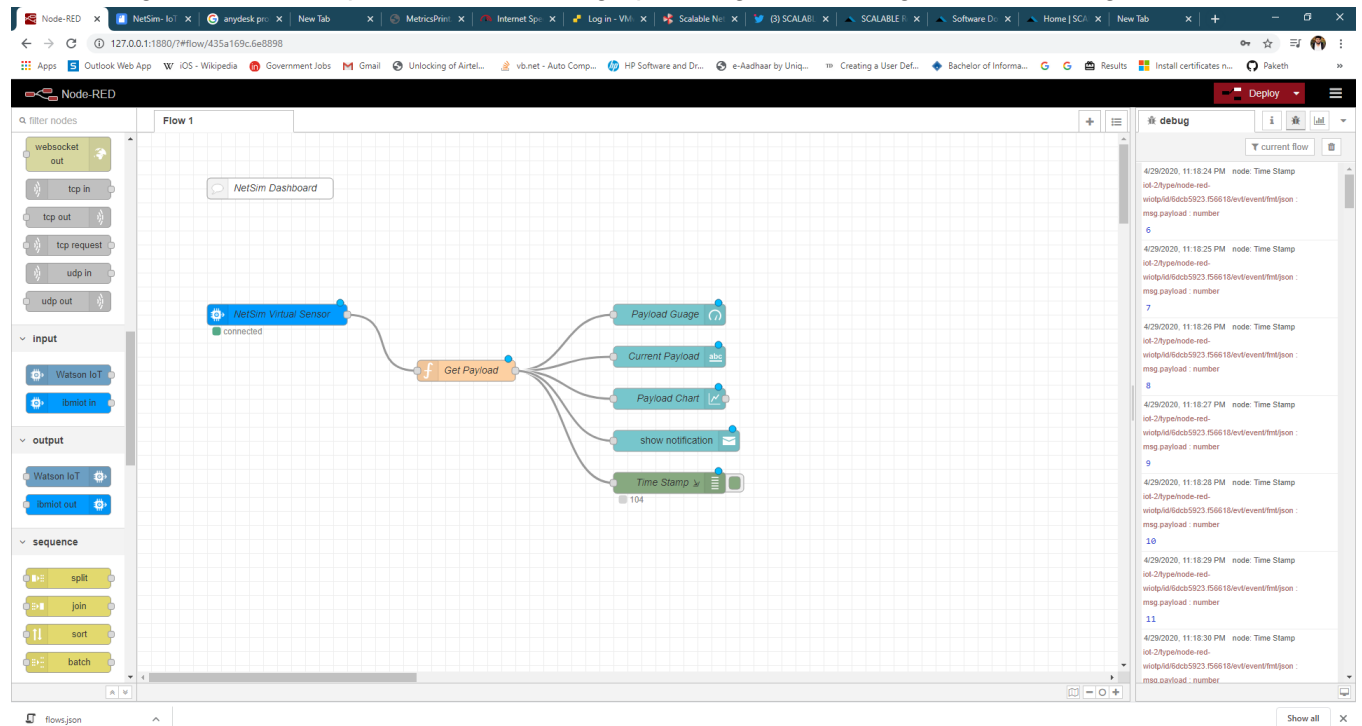 Node-RED
NetSim- IoT
anydesk pro
New Tab
MetricsPrint
Internet Spe
Log in - VM
Scalable Net
(3) SCALABL
SCALABLE R
Software Do
Home | SCA
New Tab
127.0.0.1:1880/?#flow/435a169c.6e8898
Apps
Outlook Web App
iOS - Wikipedia
Government Jobs
Gmail
Unlocking of Airtel...
vb.net - Auto Comp...
HP Software and Dr...
e-Aadhaar by Uniq...
Creating a User Def...
Bachelor of Informa...
Results
Install certificates n...
Paketh
»
Node-RED
Deploy
filter nodes
Flow 1
debug
current flow
websocket
out
tcp in
tcp out
tcp request
udp in
udp out
input
Watson IoT
ibmiot in
output
Watson IoT
ibmiot out
sequence
split
join
sort
batch
NetSim Dashboard
NetSim Virtual Sensor
connected
Get Payload
Payload Guage
Current Payload
abc
Payload Chart
show notification
Time Stamp
104
4/29/2020, 11:18:24 PM node: Time Stamp
iot-2/type/node-red-
wiotp/id/6dcb5923.f56618/evt/event/fmt/json :
msg.payload : number
6
4/29/2020, 11:18:25 PM node: Time Stamp
iot-2/type/node-red-
wiotp/id/6dcb5923.f56618/evt/event/fmt/json :
msg.payload : number
7
4/29/2020, 11:18:26 PM node: Time Stamp
iot-2/type/node-red-
wiotp/id/6dcb5923.f56618/evt/event/fmt/json :
msg.payload : number
8
4/29/2020, 11:18:27 PM node: Time Stamp
iot-2/type/node-red-
wiotp/id/6dcb5923.f56618/evt/event/fmt/json :
msg.payload : number
9
4/29/2020, 11:18:28 PM node: Time Stamp
iot-2/type/node-red-
wiotp/id/6dcb5923.f56618/evt/event/fmt/json :
msg.payload : number
10
4/29/2020, 11:18:29 PM node: Time Stamp
iot-2/type/node-red-
wiotp/id/6dcb5923.f56618/evt/event/fmt/json :
msg.payload : number
11
4/29/2020, 11:18:30 PM node: Time Stamp
iot-2/type/node-red-
wiotp/id/6dcb5923.f56618/evt/event/fmt/json :
msg.payload : number
flows.json
Show all